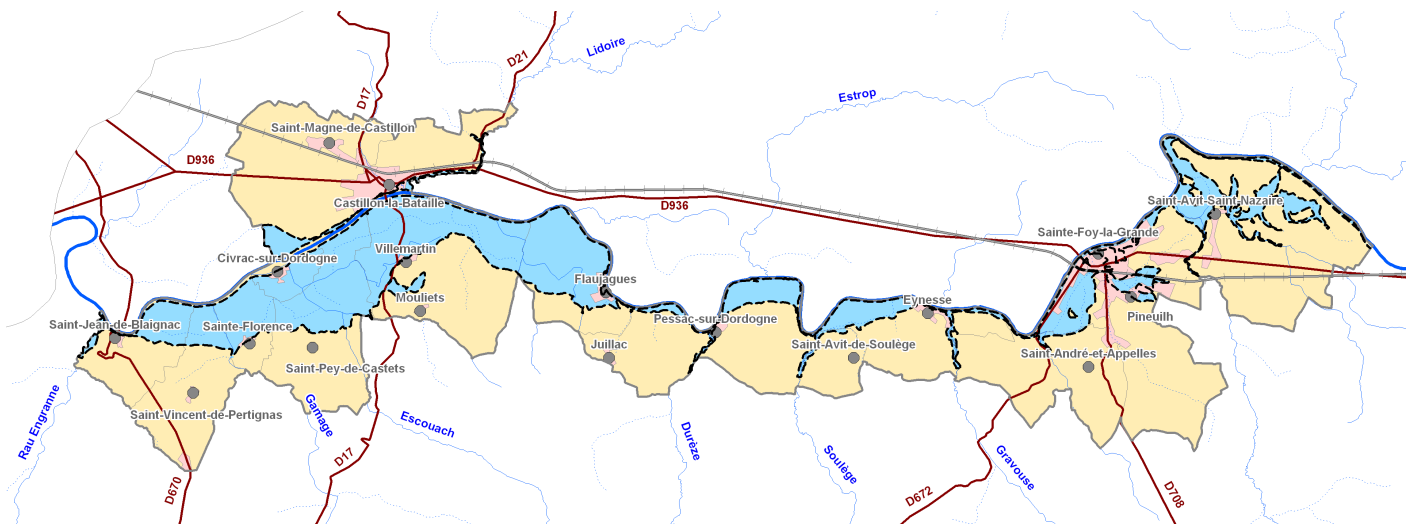 Lidoire
D21
D17
Estrop
Saint-Magne-de-Castillon
D936
Castillon-la-Bataille
D936
Saint-Avit-Saint-Nazaire
Sainte-Foy-la-Grande
Villemartin
Civrac-sur-Dordogne
Flaujagues
Mouliets
Eynesse
Pineuilh
Saint-Jean-de-Blaignac
Sainte-Florence
Pessac-sur-Dordogne
Juillac
Saint-Avit-de-Soulège
Saint-André-et-Appelles
Saint-Pey-de-Castets
Saint-Vincent-de-Pertignas
Rau Engranne
Gamage
Escouach
Durèze
Soulège
Gravouse
D17
D670
D672
D708